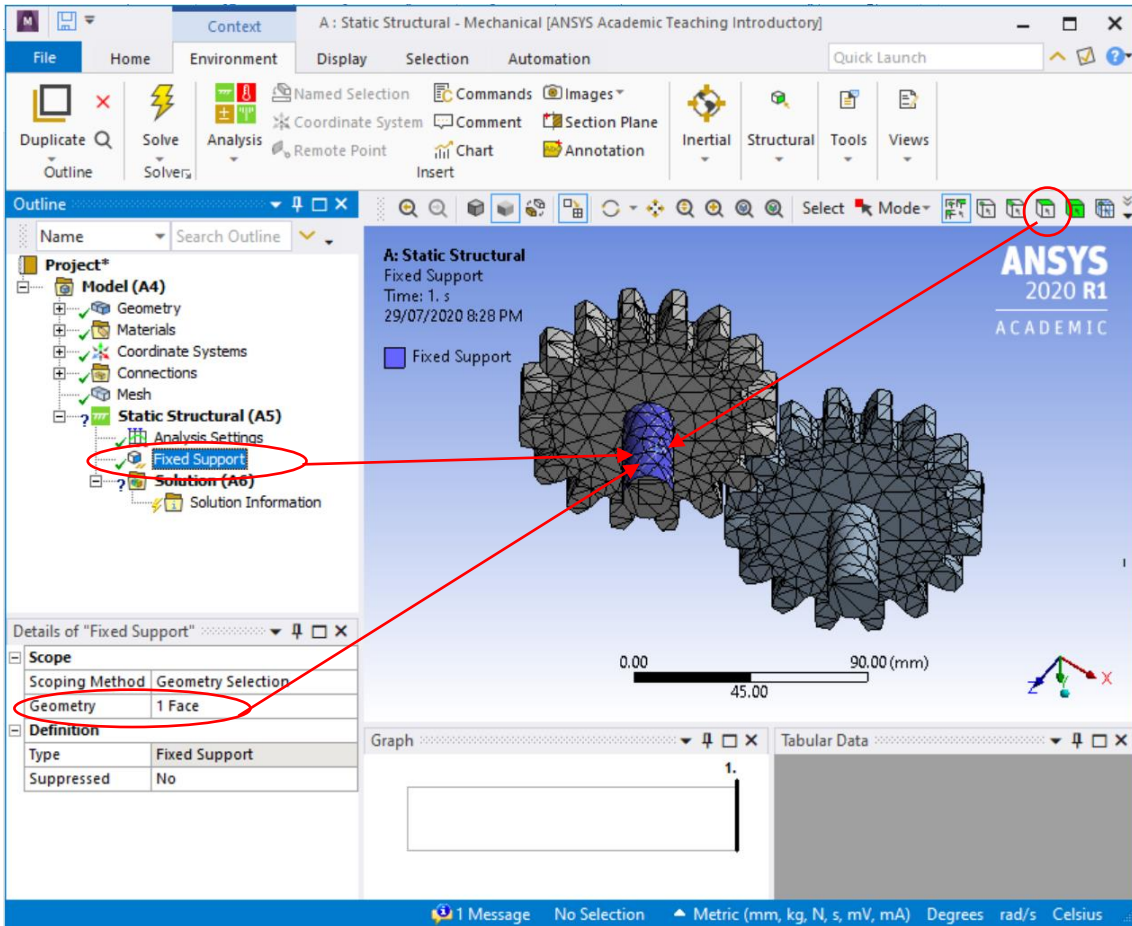 M
Context
A : Static Structural - Mechanical [ANSYS Academic Teaching Introductory]
File Home Environment Display Selection Automation
Quick Launch
Duplicate
Outline
Solve
Solvers
Analysis
Named Selection Commands Images
Coordinate System Comment Section Plane
Remote Point Chart Annotation
Insert
Inertial Structural Tools Views
Outline
Name Search Outline
Select Mode
Project*
Model (A4)
Geometry
Materials
Coordinate Systems
Connections
Mesh
Static Structural (A5)
Analysis Settings
Fixed Support
Solution (A6)
Solution Information
A: Static Structural
Fixed Support
Time: 1. s
29/07/2020 8:28 PM
Fixed Support
ANSYS
2020 R1
ACADEMIC
0.00 90.00 (mm)
45.00
Z Y X
Details of "Fixed Support"
Scope
Scoping Method Geometry Selection
Geometry 1 Face
Definition
Type Fixed Support
Suppressed No
Graph
1.
Tabular Data
1 Message No Selection Metric (mm, kg, N, s, mV, mA) Degrees rad/s Celsius